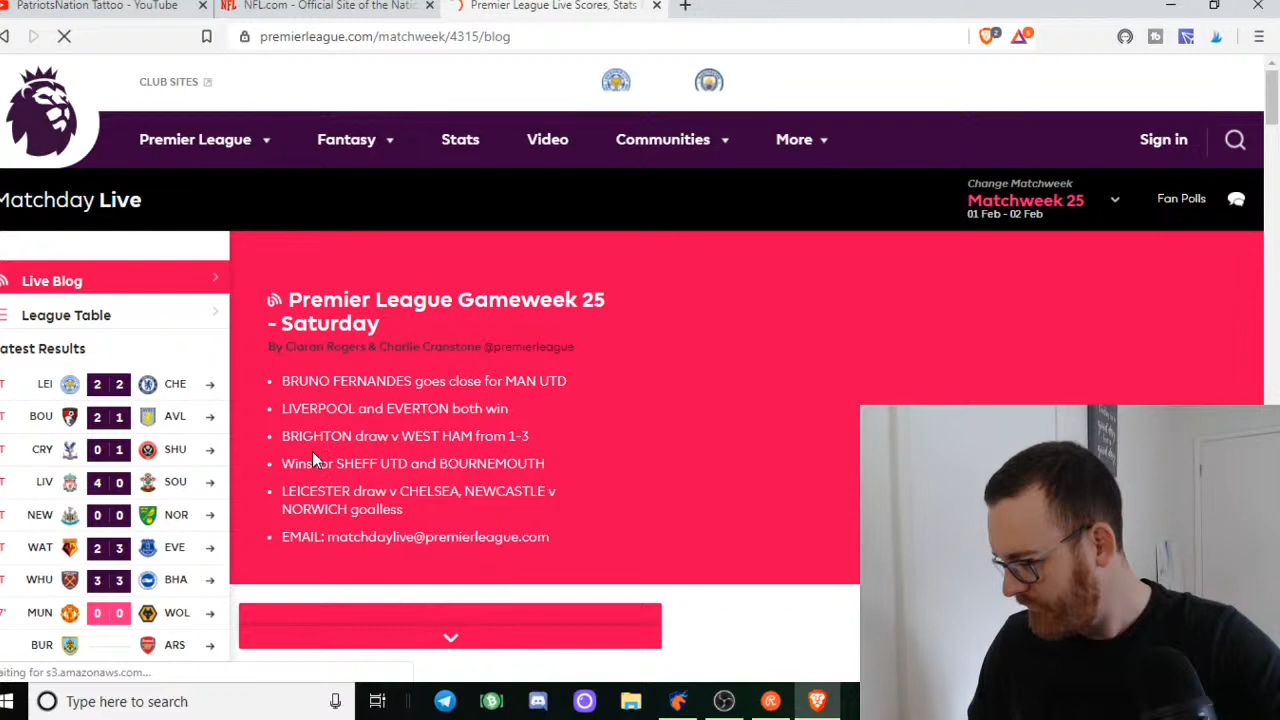 PatriotsNation Tattoo - YouTube
NFL.com - Official Site of the Natio
Premier League Live Scores, Stats
premierleague.com/matchweek/4315/blog
2
5
CLUB SITES
Premier League
Fantasy
Stats
Video
Communities
More
Sign in
Matchday Live
Change Matchweek
Matchweek 25
01 Feb - 02 Feb
Fan Polls
Live Blog
League Table
atest Results
T LEI 2 2 CHE
T BOU 2 1 AVL
T CRY 0 1 SHU
T LIV 4 0 SOU
T NEW 0 0 NOR
T WAT 2 3 EVE
T WHU 3 3 BHA
7' MUN 0 0 WOL
BUR ARS
Premier League Gameweek 25
- Saturday
By Ciaran Rogers & Charlie Cranstone @premierleague
• BRUNO FERNANDES goes close for MAN UTD
• LIVERPOOL and EVERTON both win
• BRIGHTON draw v WEST HAM from 1-3
• Wins for SHEFF UTD and BOURNEMOUTH
• LEICESTER draw v CHELSEA, NEWCASTLE v
NORWICH goalless
• EMAIL: matchdaylive@premierleague.com
aiting for s3.amazonaws.com...
Type here to search